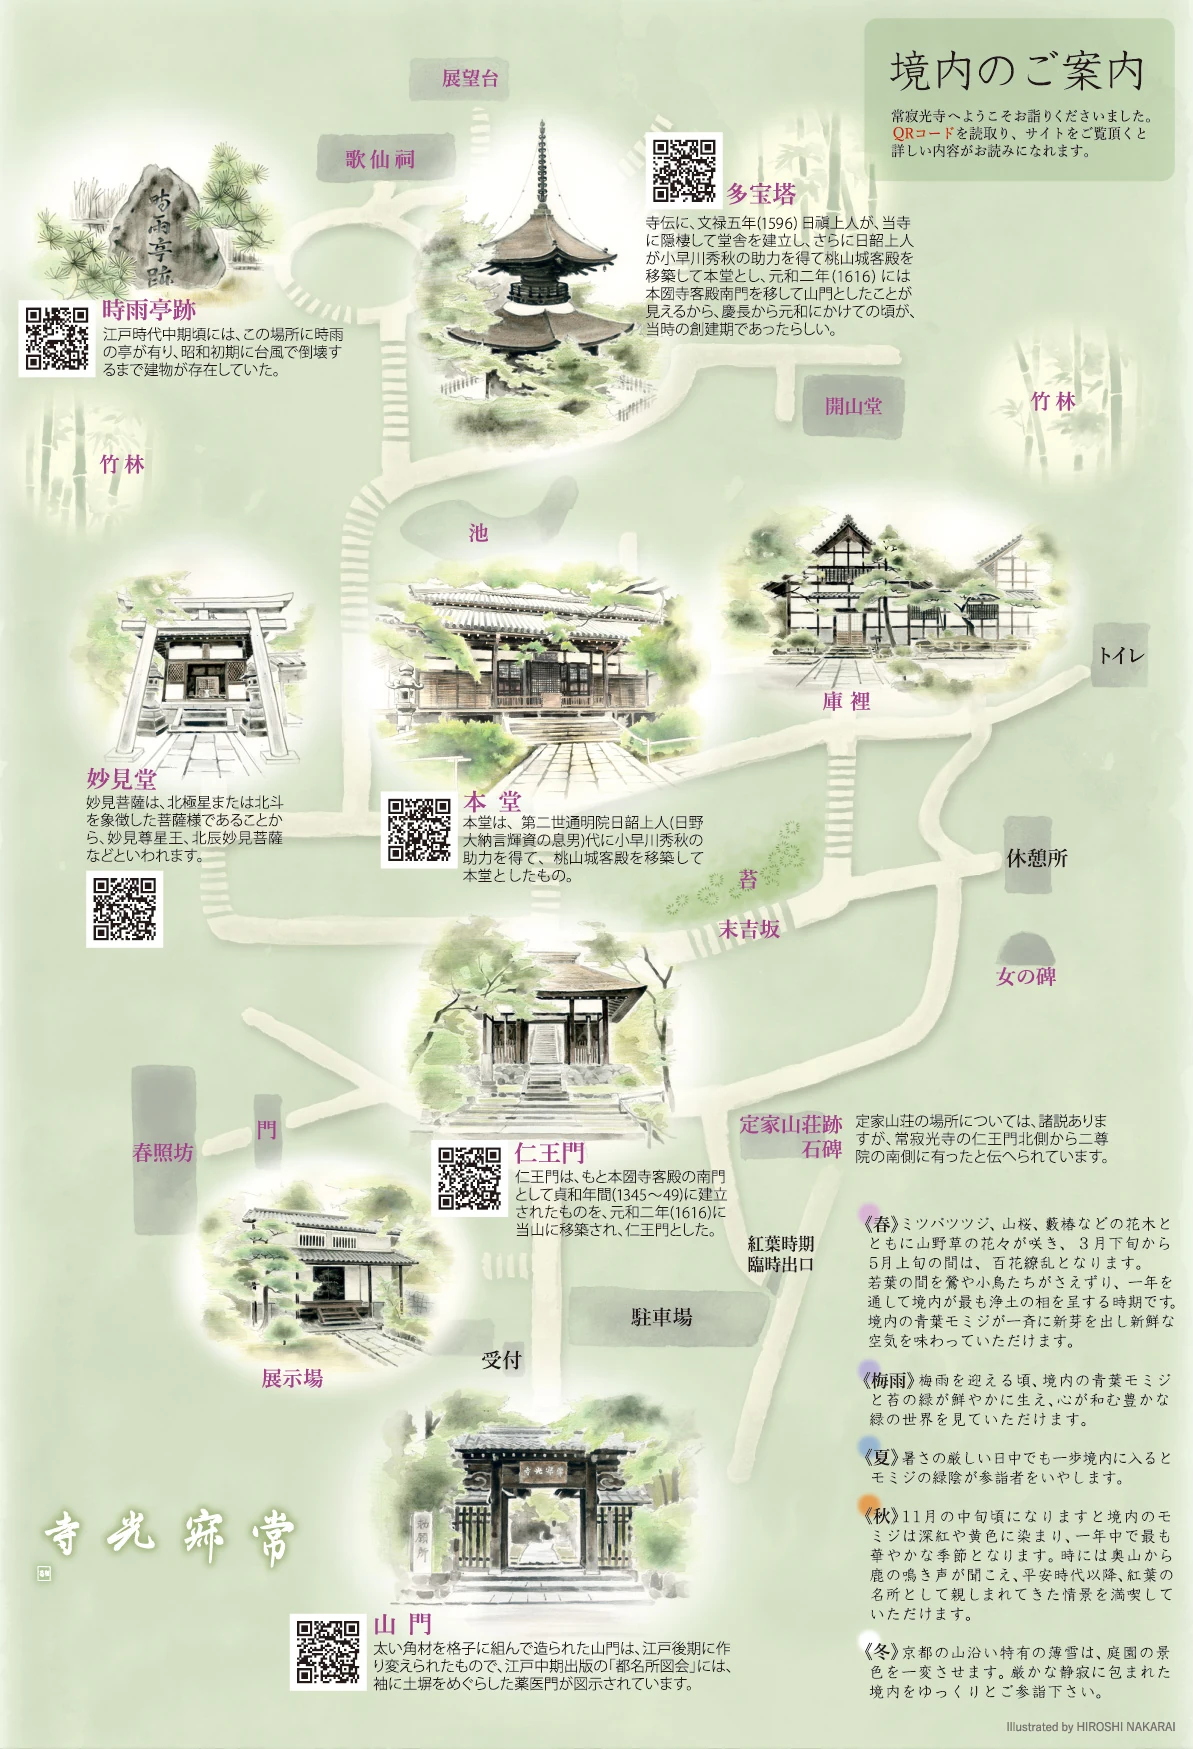 境内のご案内
常寂光寺へようこそお詣りくださいました。
QRコードを読取り、サイトをご覧頂くと
詳しい内容がお読みになれます。
展望台
歌仙祠
時雨亭跡
時雨亭跡
江戸時代中期頃には、この場所に時雨
の亭が有り、昭和初期に台風で倒壊す
るまで建物が存在していた。
多宝塔
寺伝に、文禄五年(1596) 日禛上人が、当寺
に隠棲して堂舎を建立し、さらに日韶上人
が小早川秀秋の助力を得て桃山城客殿を
移築して本堂とし、元和二年(1616) には
本圀寺客殿南門を移して山門としたことが
見えるから、慶長から元和にかけての頃が、
当時の創建期であったらしい。
開山堂
竹林
竹林
池
トイレ
庫裡
妙見堂
妙見菩薩は、北極星または北斗
を象徴した菩薩様であることか
ら、妙見尊星王、北辰妙見菩薩
などといわれます。
本堂
本堂は、第二世通明院日韶上人(日野
大納言輝資の息男)代に小早川秀秋の
助力を得て、桃山城客殿を移築して
本堂としたもの。
苔
末吉坂
休憩所
女の碑
春照坊
門
仁王門
仁王門は、もと本圀寺客殿の南門
として貞和年間(1345～49)に建立
されたものを、元和二年(1616)に
当山に移築され、仁王門とした。
定家山荘跡
石碑
定家山荘の場所については、諸説ありま
すが、常寂光寺の仁王門北側から二尊
院の南側に有ったと伝へられています。
紅葉時期
臨時出口
駐車場
受付
展示場
常寂光寺
勅願所
山門
太い角材を格子に組んで造られた山門は、江戸後期に作
り変えられたもので、江戸中期出版の「都名所図会」には、
袖に土塀をめぐらした薬医門が図示されています。
常寂光寺
《春》ミツバツツジ、山桜、藪椿などの花木と
ともに山野草の花々が咲き、３月下旬から
5月上旬の間は、百花繚乱となります。
若葉の間を鶯や小鳥たちがさえずり、一年を
通して境内が最も浄土の相を呈する時期です。
境内の青葉モミジが一斉に新芽を出し新鮮な
空気を味わっていただけます。
《梅雨》梅雨を迎える頃、境内の青葉モミジ
と苔の緑が鮮やかに生え、心が和む豊かな
緑の世界を見ていただけます。
《夏》暑さの厳しい日中でも一歩境内に入ると
モミジの緑陰が参詣者をいやします。
《秋》11月の中旬頃になりますと境内のモ
ミジは深紅や黄色に染まり、一年中で最も
華やかな季節となります。時には奥山から
鹿の鳴き声が聞こえ、平安時代以降、紅葉の
名所として親しまれてきた情景を満喫して
いただけます。
《冬》京都の山沿い特有の薄雪は、庭園の景
色を一変させます。厳かな静寂に包まれた
境内をゆっくりとご参詣下さい。
Illustrated by HIROSHI NAKARAI